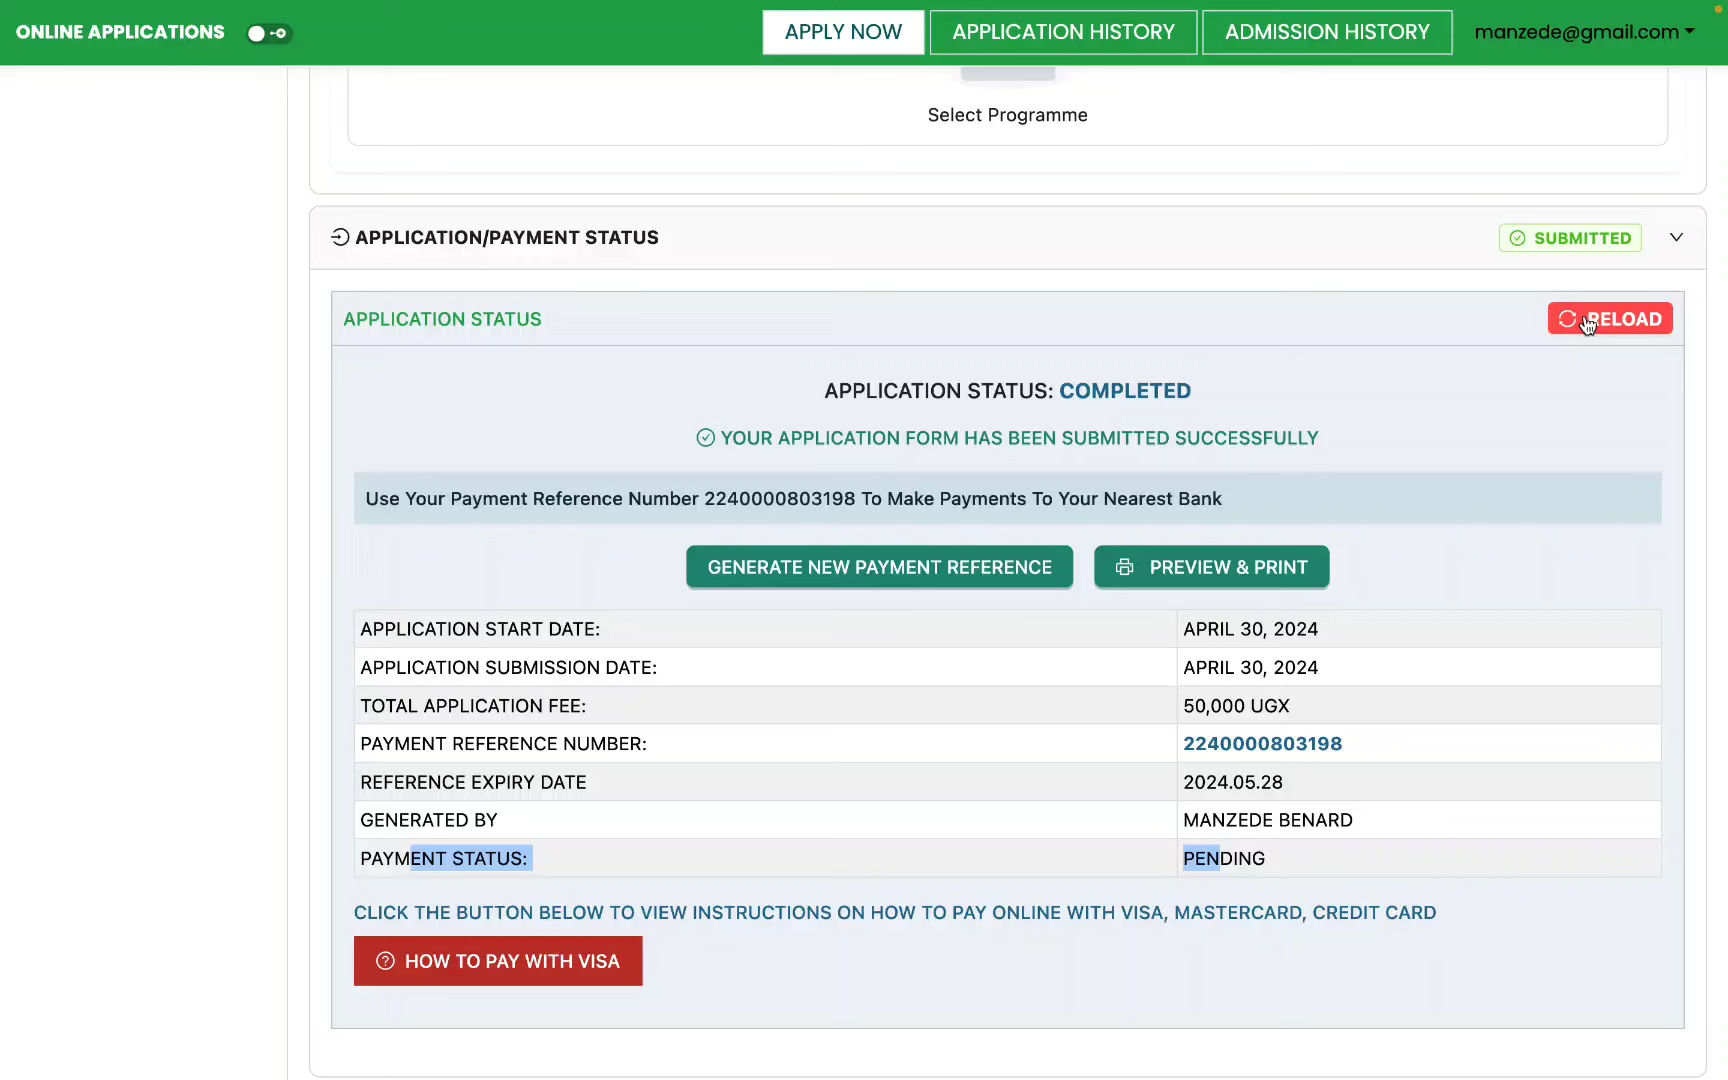 ONLINE APPLICATIONS
APPLY NOW
APPLICATION HISTORY
ADMISSION HISTORY
manzede@gmail.com
Select Programme
APPLICATION/PAYMENT STATUS
SUBMITTED
APPLICATION STATUS
RELOAD
APPLICATION STATUS: COMPLETED
YOUR APPLICATION FORM HAS BEEN SUBMITTED SUCCESSFULLY
Use Your Payment Reference Number 2240000803198 To Make Payments To Your Nearest Bank
GENERATE NEW PAYMENT REFERENCE
PREVIEW & PRINT
APPLICATION START DATE: APRIL 30, 2024
APPLICATION SUBMISSION DATE: APRIL 30, 2024
TOTAL APPLICATION FEE: 50,000 UGX
PAYMENT REFERENCE NUMBER: 2240000803198
REFERENCE EXPIRY DATE 2024.05.28
GENERATED BY MANZEDE BENARD
PAYMENT STATUS: PENDING
CLICK THE BUTTON BELOW TO VIEW INSTRUCTIONS ON HOW TO PAY ONLINE WITH VISA, MASTERCARD, CREDIT CARD
HOW TO PAY WITH VISA